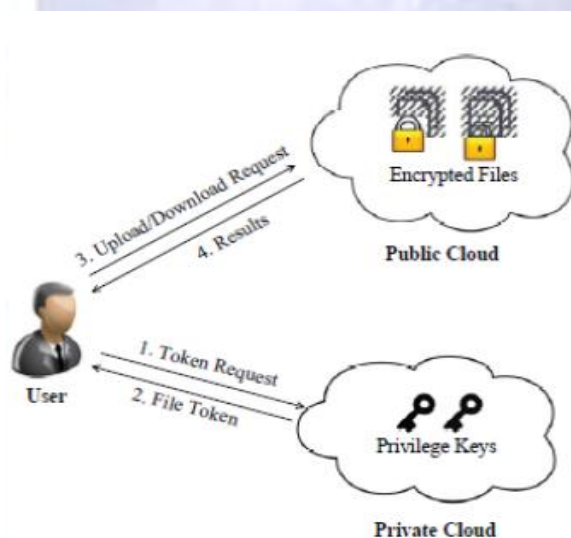 Encrypted Files
Public Cloud
3. Upload/Download Request
4. Results
User
1. Token Request
2. File Token
Privilege Keys
Private Cloud